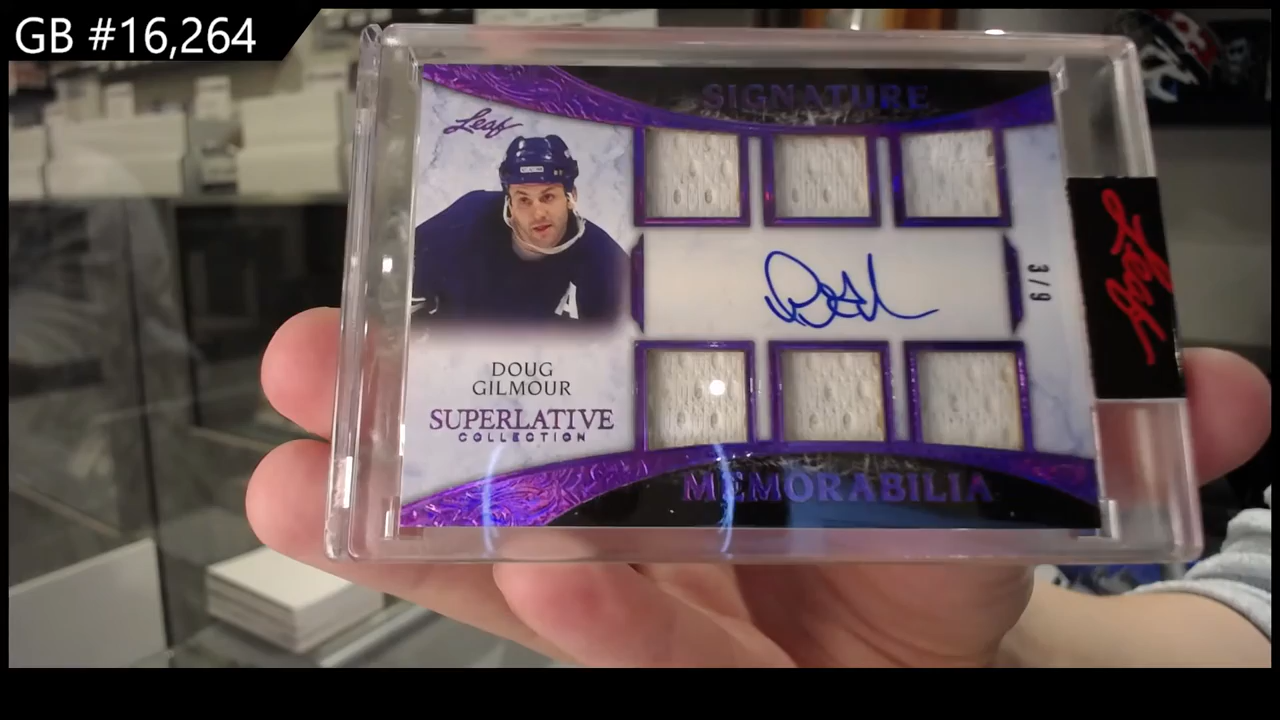 GB #16,264
SIGNATURE
Leaf
3/9
Leaf
DOUG
GILMOUR
SUPERLATIVE
COLLECTION
MEMORABILIA
A